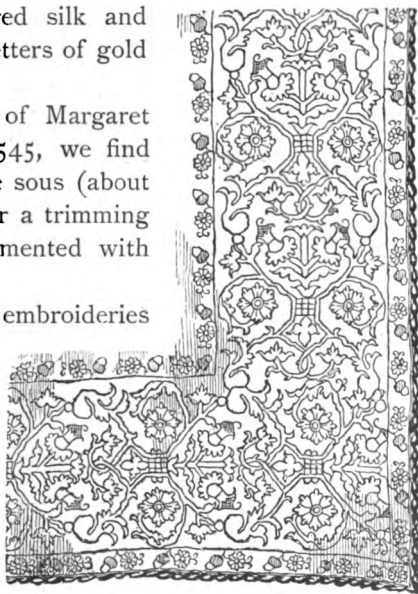 red silk and
etters of gold
of Margaret
545, we find
sous (about
r a trimming
mented with
embroideries